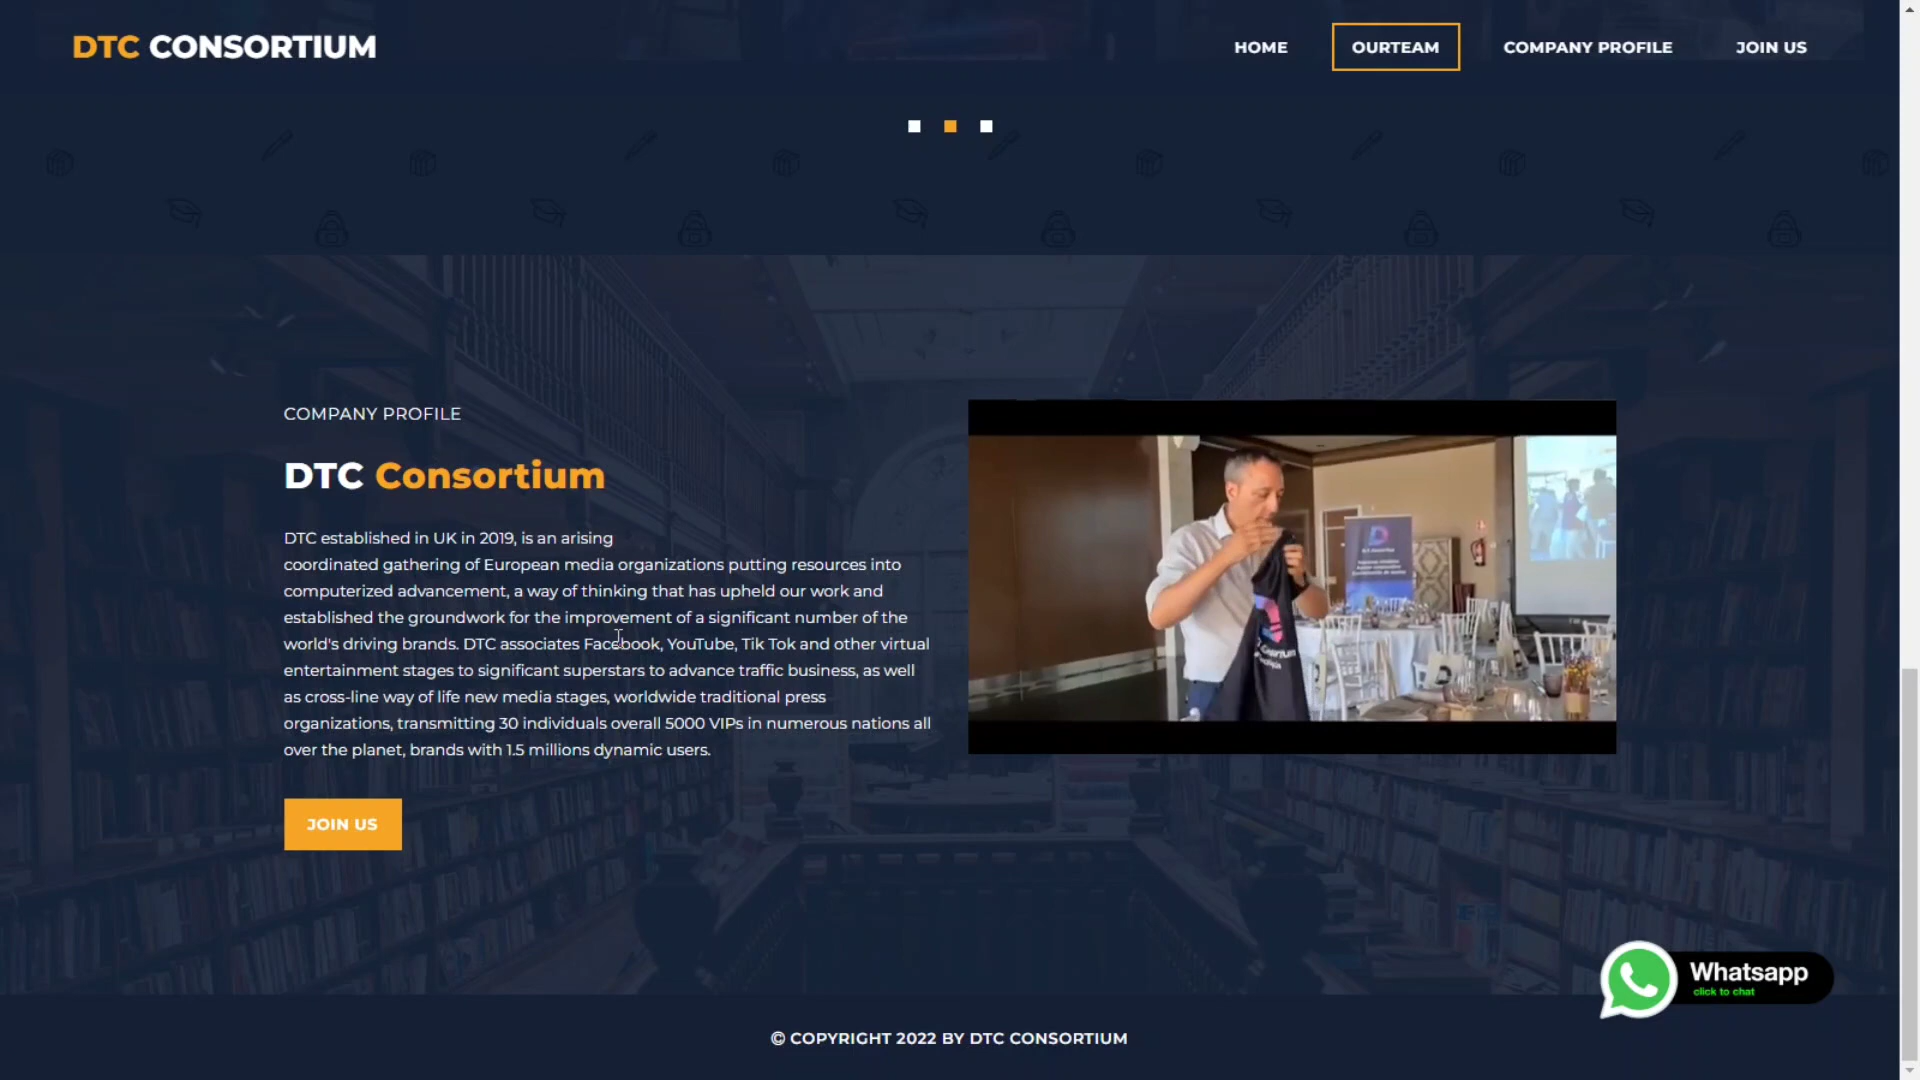 DTC CONSORTIUM
HOME
OURTEAM
COMPANY PROFILE
JOIN US
COMPANY PROFILE
DTC Consortium
DTC established in UK in 2019, is an arising
coordinated gathering of European media organizations putting resources into
computerized advancement, a way of thinking that has upheld our work and
established the groundwork for the improvement of a significant number of the
world's driving brands. DTC associates Facebook, YouTube, Tik Tok and other virtual
entertainment stages to significant superstars to advance traffic business, as well
as cross-line way of life new media stages, worldwide traditional press
organizations, transmitting 30 individuals overall 5000 VIPs in numerous nations all
over the planet, brands with 1.5 millions dynamic users.
JOIN US
Whatsapp
click to chat
© COPYRIGHT 2022 BY DTC CONSORTIUM